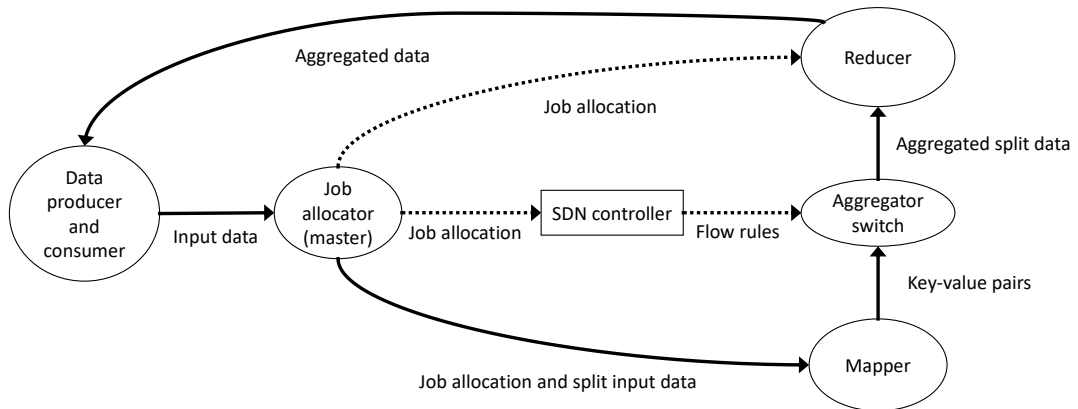 Aggregated data
Reducer
Job allocation
Aggregated split data
Data
producer
and
consumer
Input data
Job
allocator
(master)
Job allocation
SDN controller
Flow rules
Aggregator
switch
Key-value pairs
Job allocation and split input data
Mapper